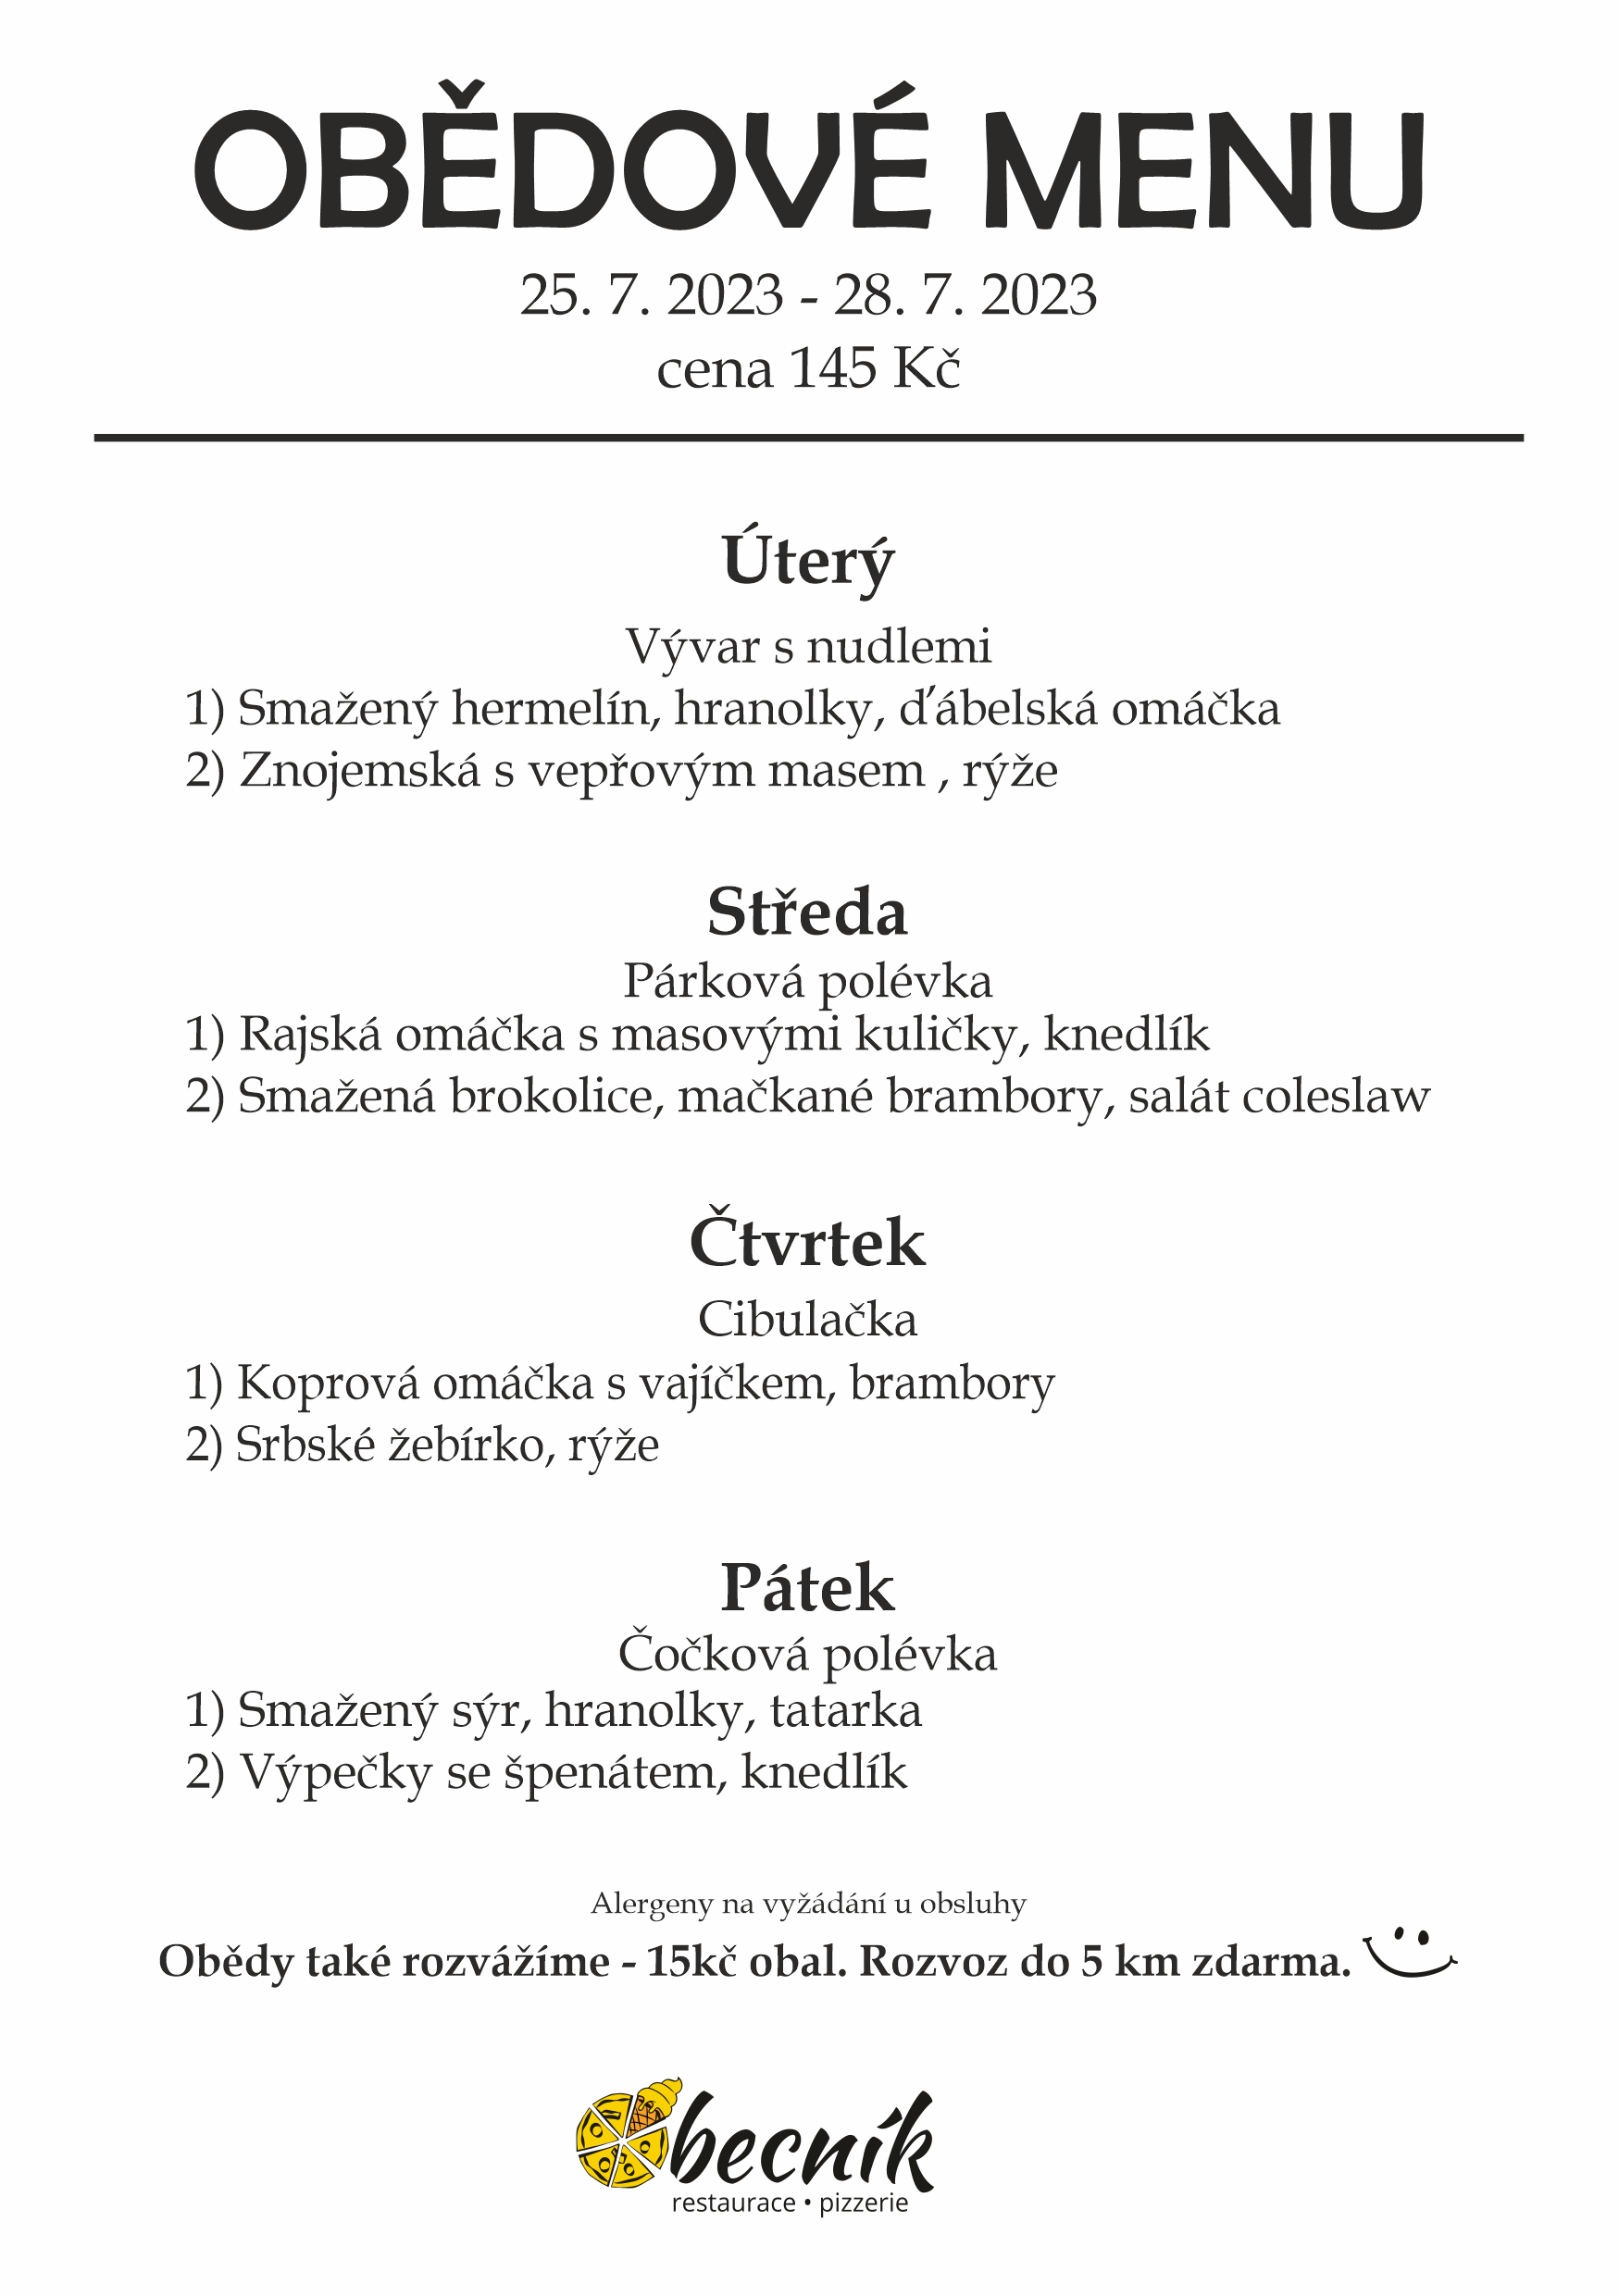 OBĚDOVÉ MENU
25. 7. 2023 - 28. 7. 2023
cena 145 Kč
Úterý
Vývar s nudlemi
1) Smažený hermelín, hranolky, ďábelská omáčka
2) Znojemská s vepřovým masem , rýže
Středa
Párková polévka
1) Rajská omáčka s masovými kuličky, knedlík
2) Smažená brokolice, mačkané brambory, salát coleslaw
Čtvrtek
Cibulačka
1) Koprová omáčka s vajíčkem, brambory
2) Srbské žebírko, rýže
Pátek
Čočková polévka
1) Smažený sýr, hranolky, tatarka
2) Výpečky se špenátem, knedlík
Alergeny na vyžádání u obsluhy
Obědy také rozvážíme - 15kč obal. Rozvoz do 5 km zdarma.
becník
restaurace • pizzerie